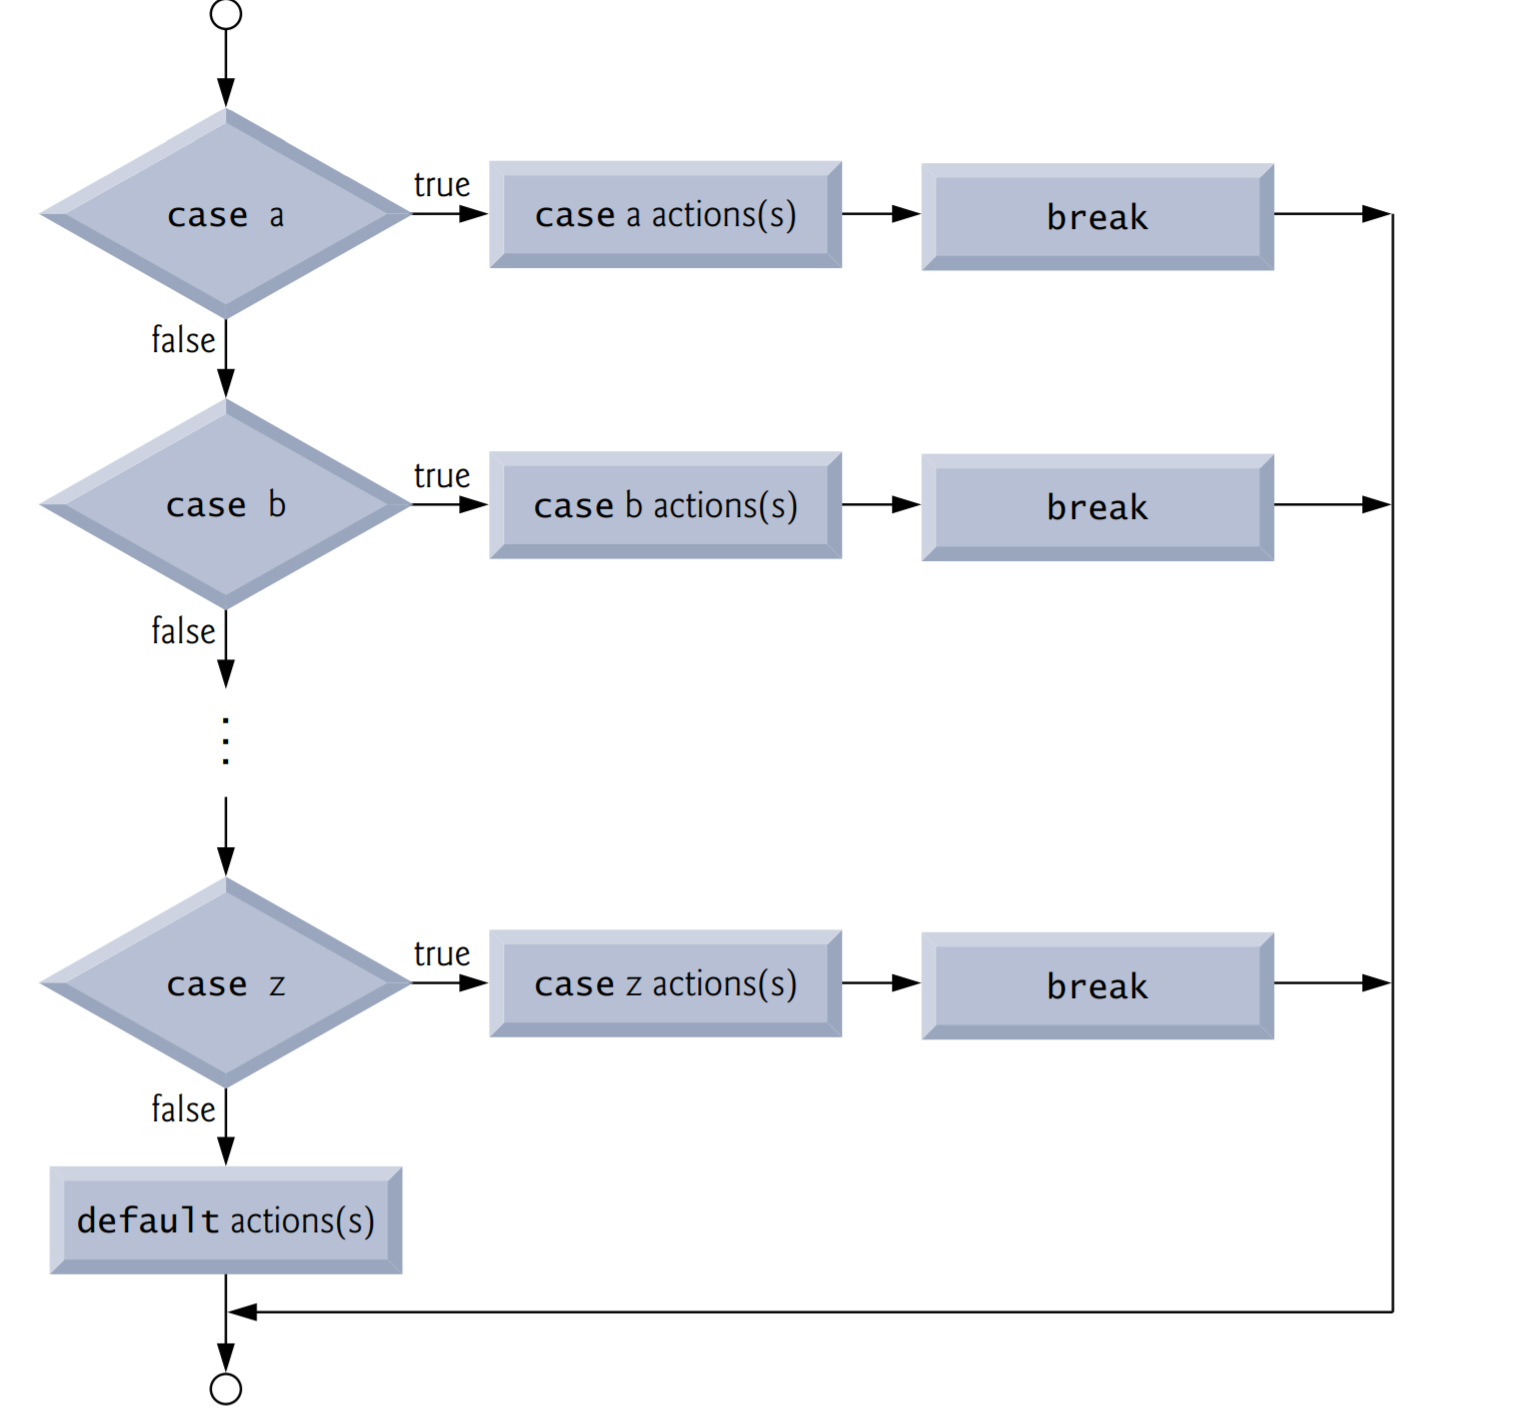 case a
true
case a actions(s)
break
false
case b
true
case b actions(s)
break
false
case z
true
case z actions(s)
break
false
default actions(s)